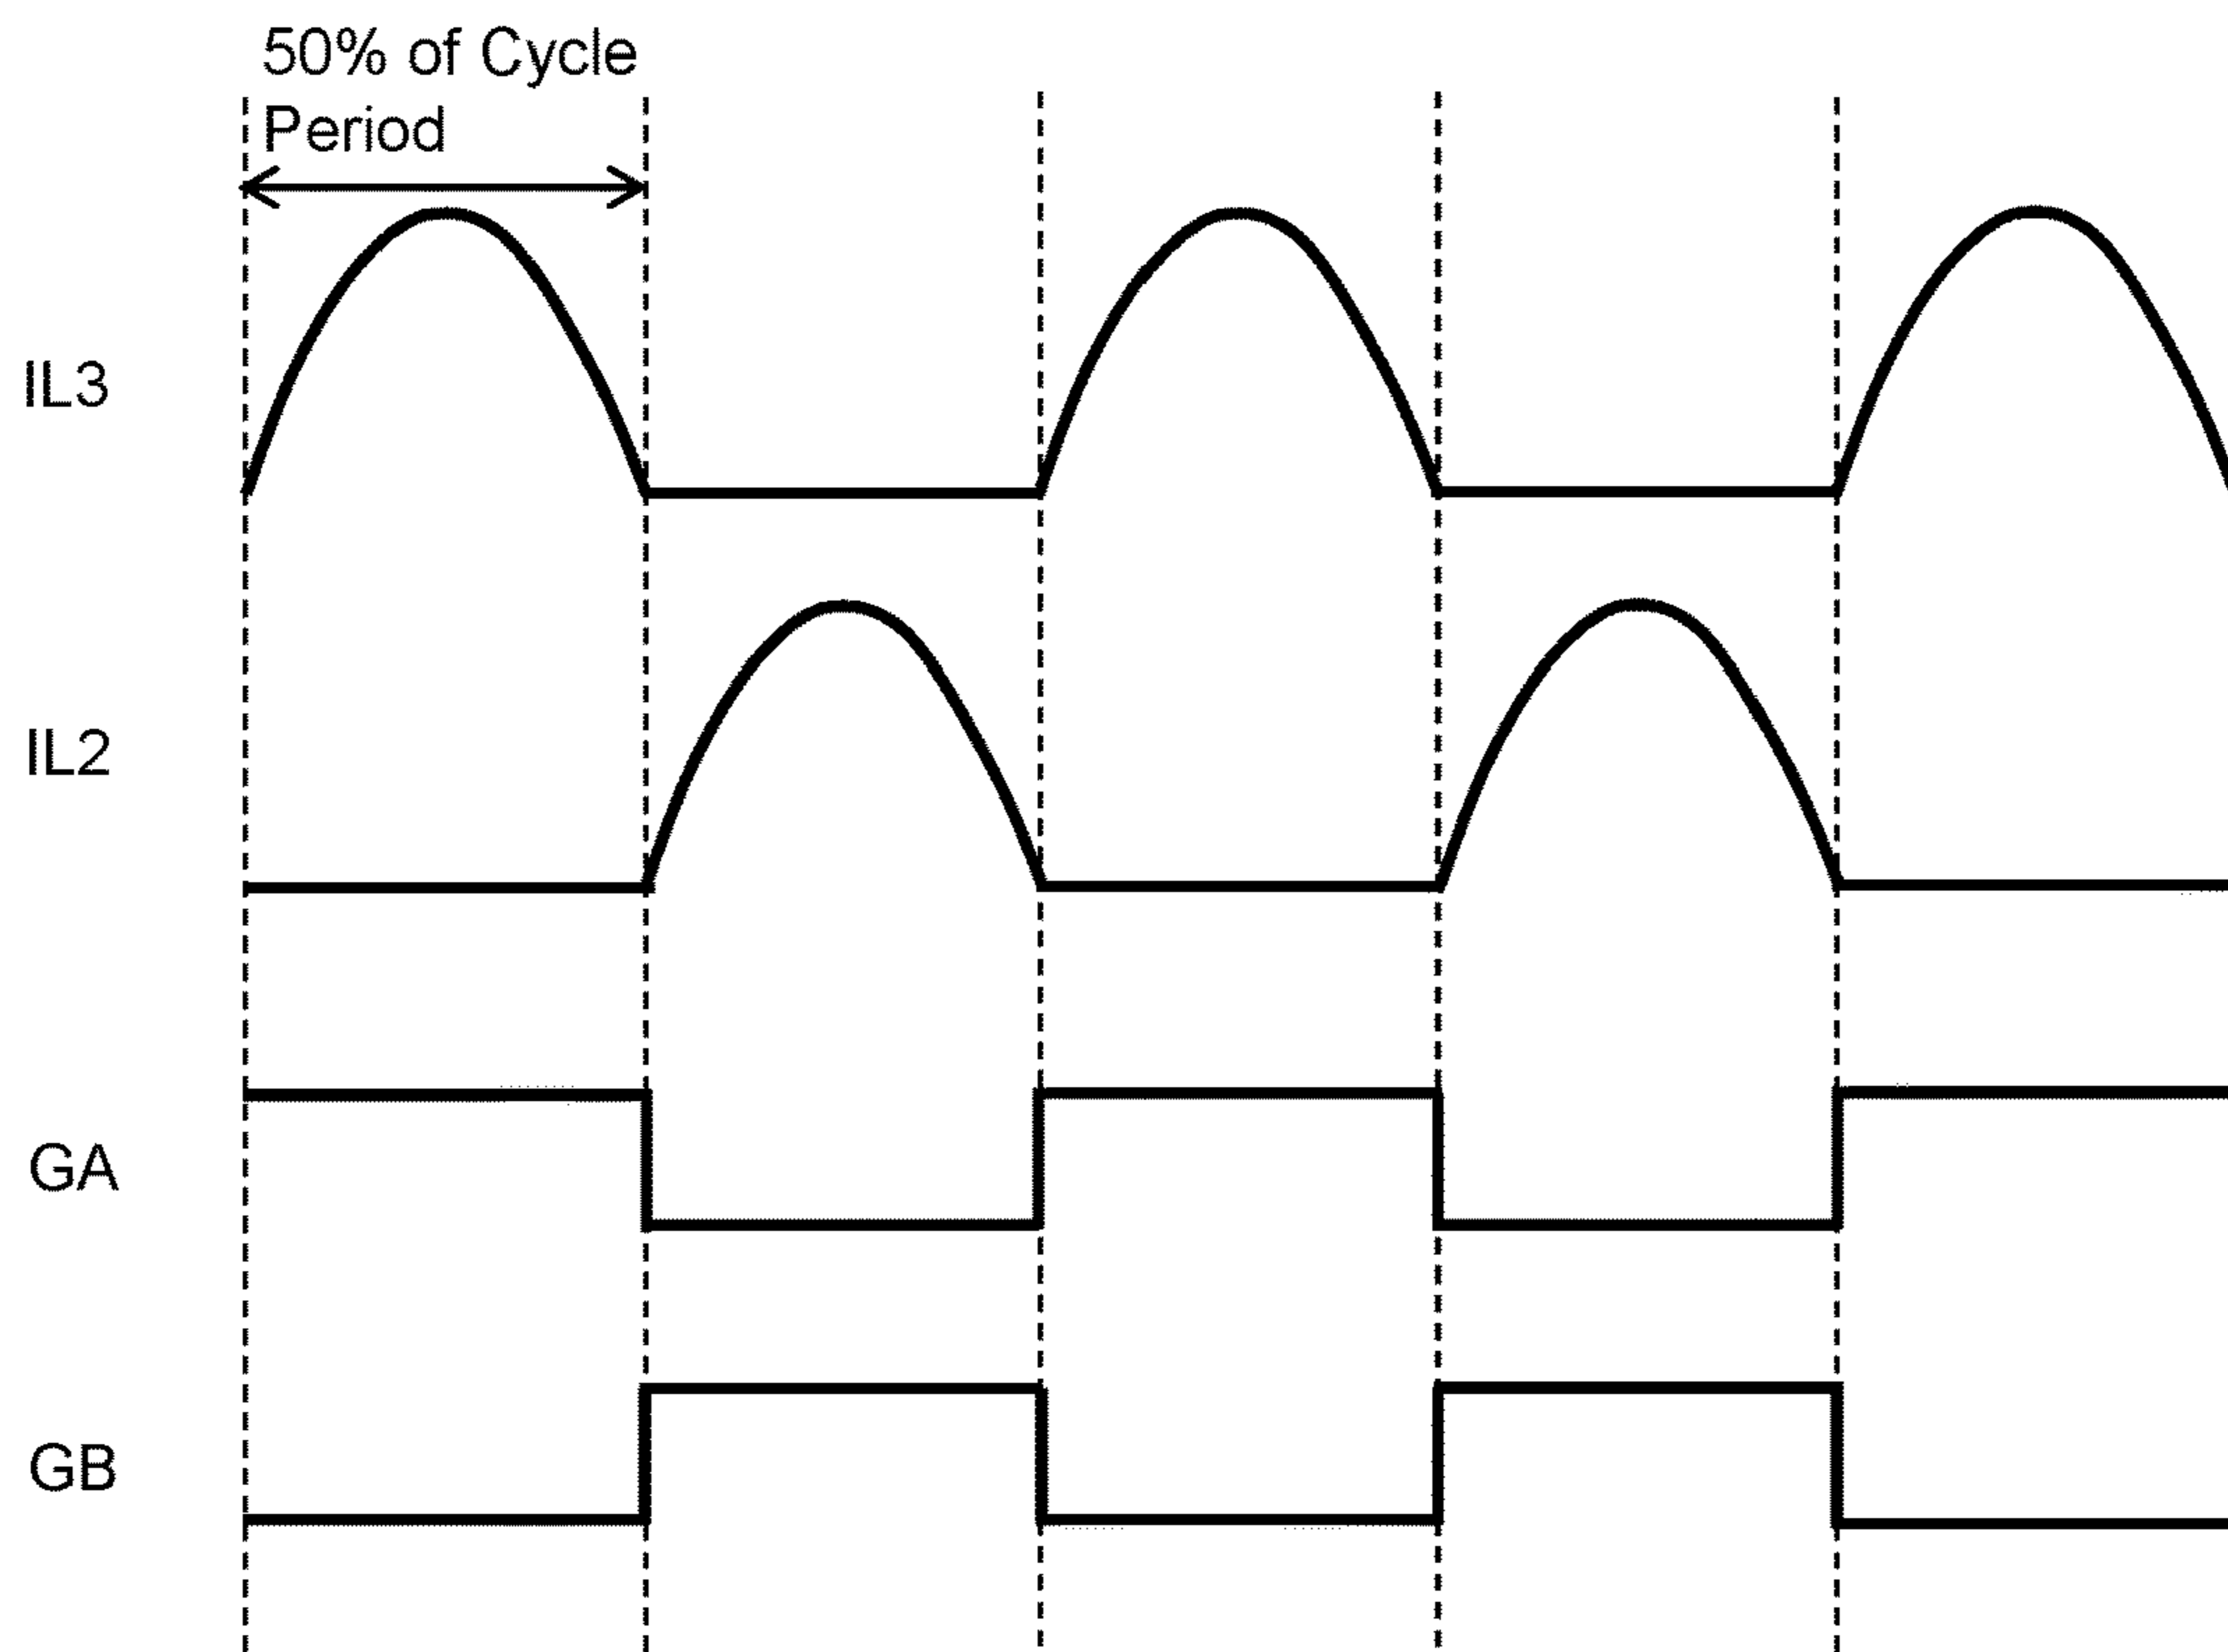 50% of Cycle
Period
IL3
IL2
GA
GB